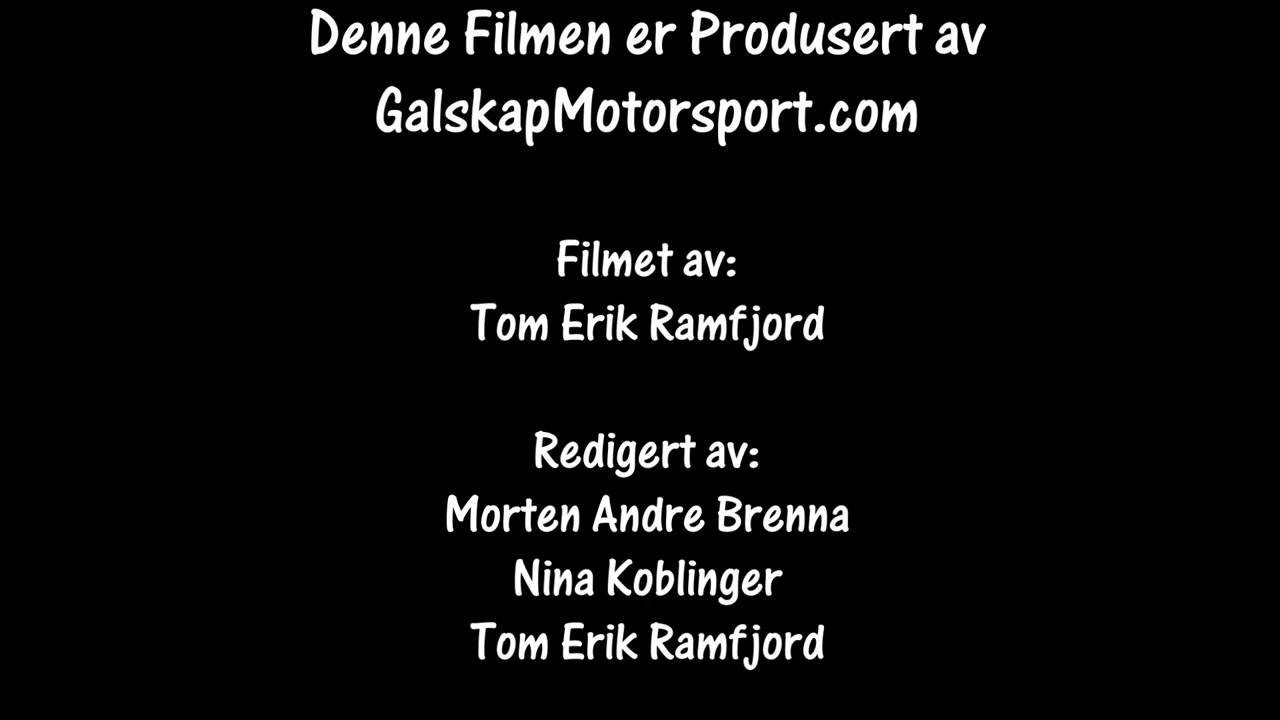 Denne Filmen er Produsert av
GalskapMotorsport.com
Filmet av:
Tom Erik Ramfjord
Redigert av:
Morten Andre Brenna
Nina Koblinger
Tom Erik Ramfjord